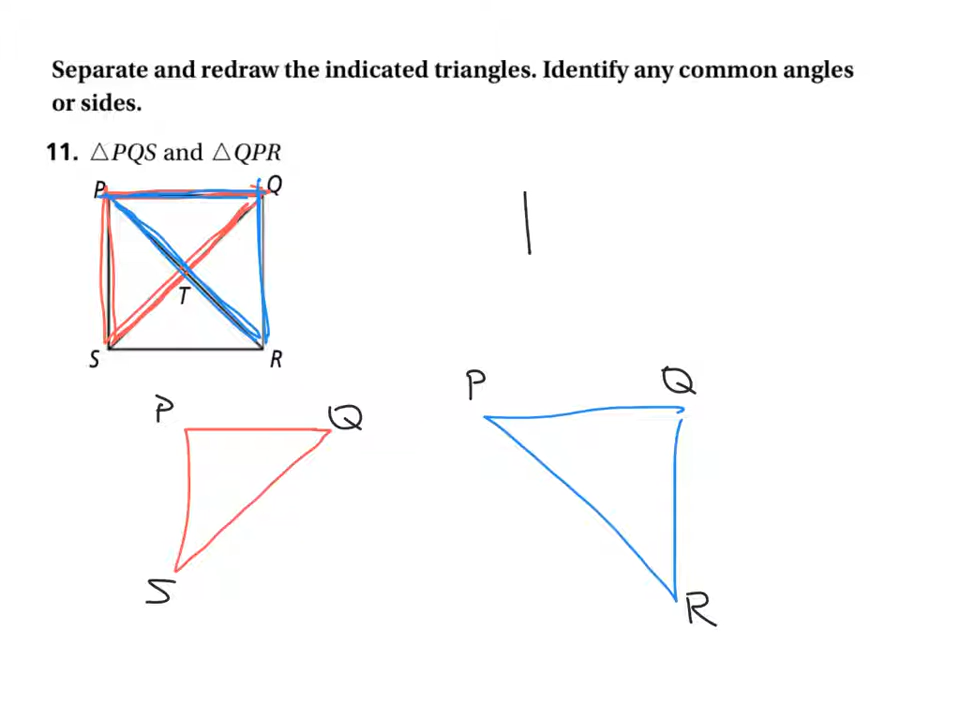 Separate and redraw the indicated triangles. Identify any common angles
or sides.
11. △PQS and △QPR
P Q
T
S R
P Q
S
P Q
R